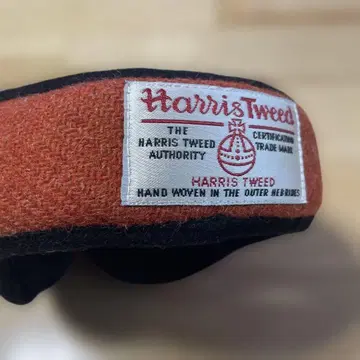 Harris Tweed
THE
HARRIS TWEED
AUTHORITY
CERTIFICATION
TRADE MARK
HARRIS TWEED
HAND WOVEN IN THE OUTER HEBRIDES